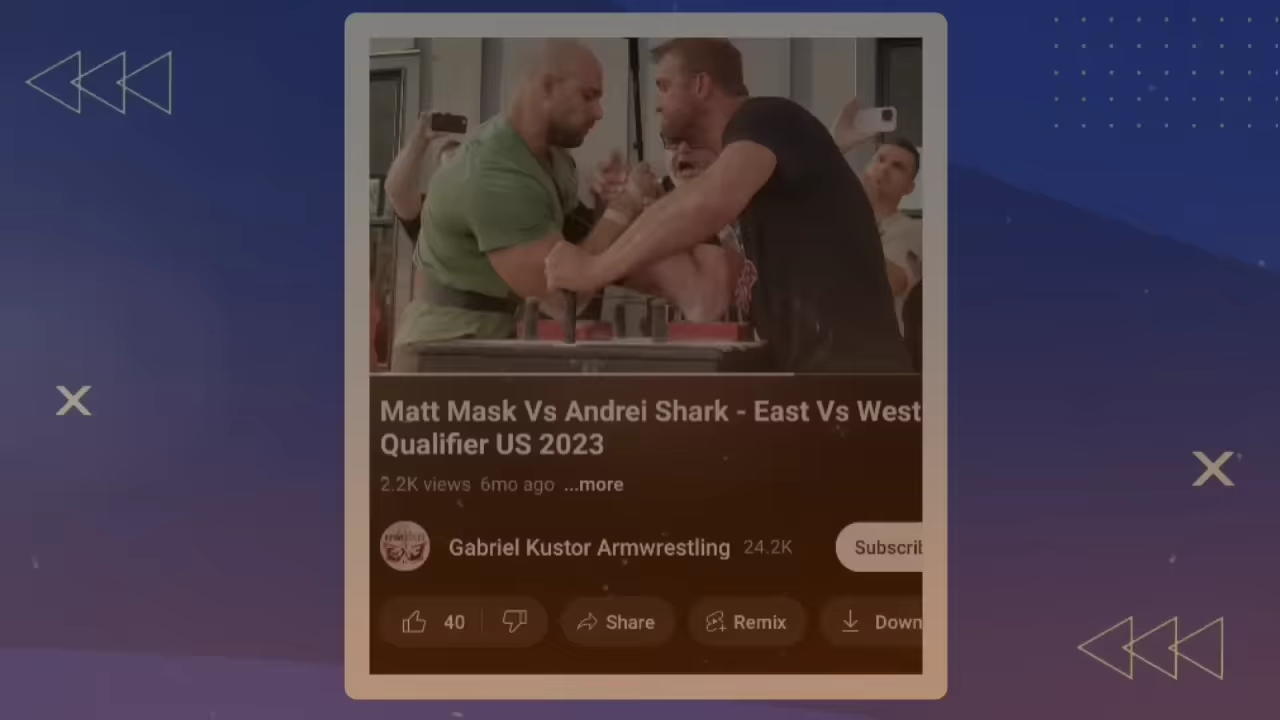 Matt Mask Vs Andrei Shark - East Vs West
Qualifier US 2023
2.2K views 6mo ago ...more
Gabriel Kustor Armwrestling 24.2K
Subscrib
40 Share Remix Down